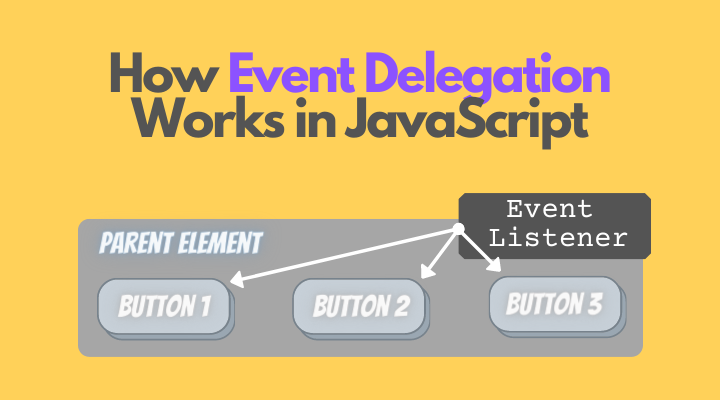 How Event Delegation
Works in JavaScript
Event
Listener
PARENT ELEMENT
BUTTON 1
BUTTON 2
BUTTON 3